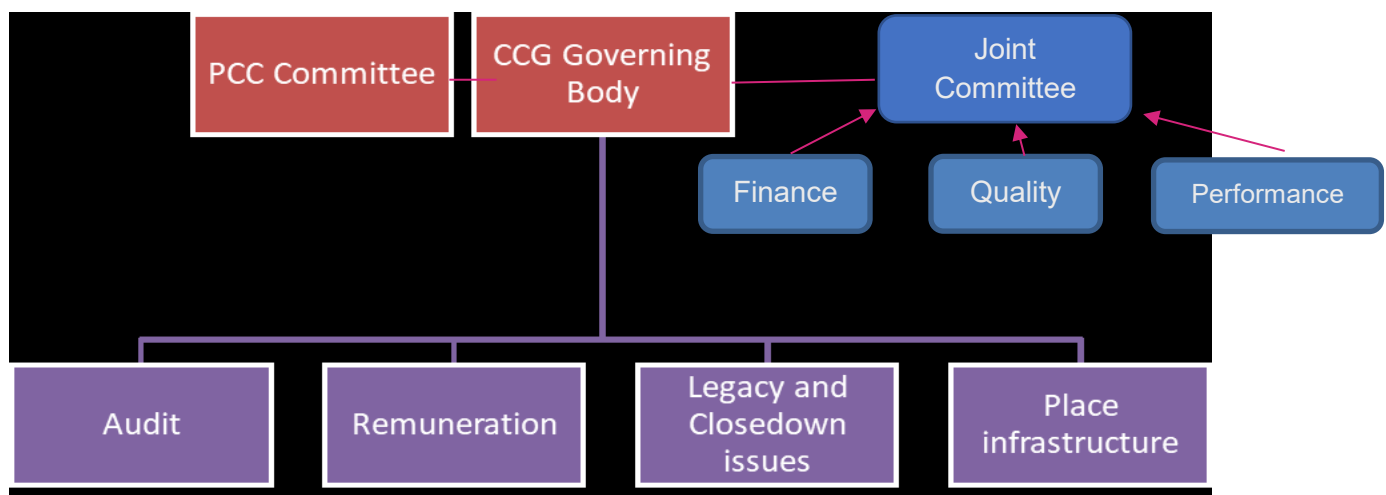 PCC Committee
CCG Governing
Body
Joint
Committee
Finance
Quality
Performance
Audit
Remuneration
Legacy and
Closedown
issues
Place
infrastructure